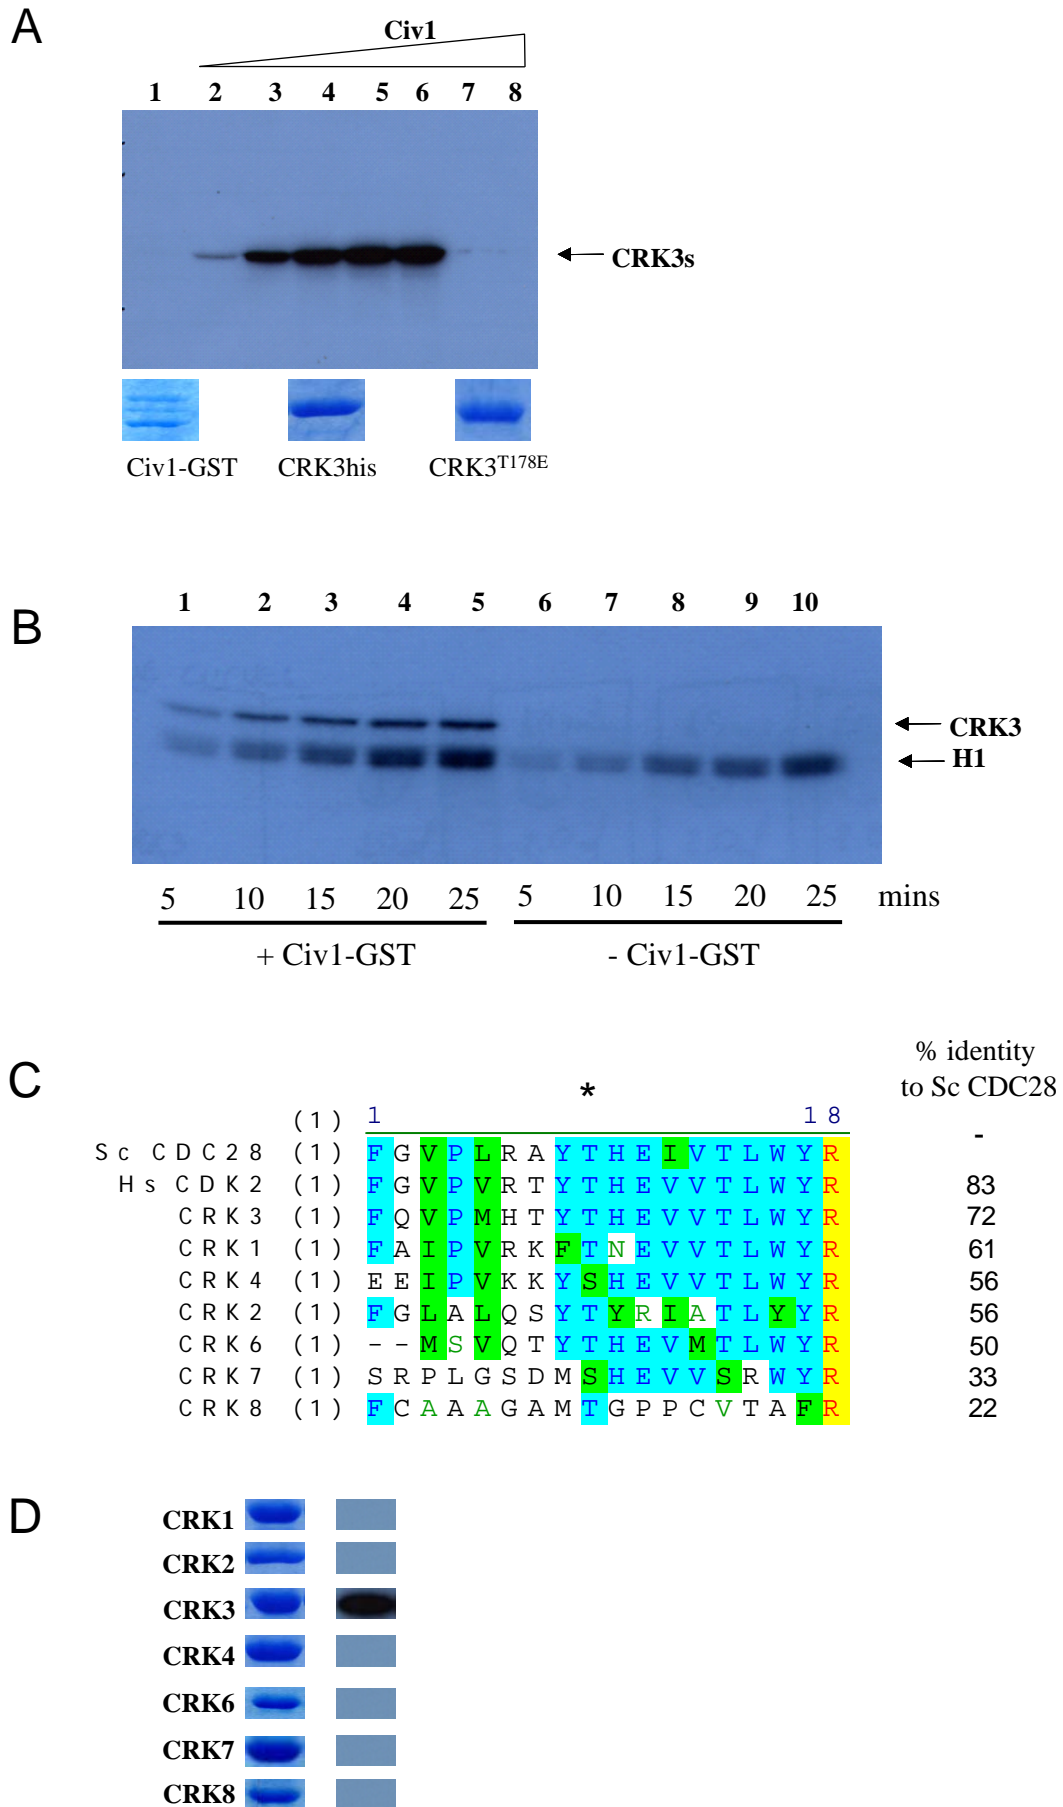 A
Civ1
1 2 3 4 5 6 7 8
CRK3s
Civ1-GST CRK3his CRK3T178E
B
1 2 3 4 5 6 7 8 9 10
CRK3
H1
5 10 15 20 25 5 10 15 20 25 mins
+ Civ1-GST - Civ1-GST
C
% identity
to Sc CDC28
*
(1) 1 18
Sc CDC28 (1) FGVPLRAYTHEIVTLWYR -
Hs CDK2 (1) FGVPVRTYTHEVVTLWYR 83
CRK3 (1) FQVPMHTYTHEVVTLWYR 72
CRK1 (1) FAIPVRKFTNEVVTLWYR 61
CRK4 (1) EEIPVKKYSHEVVTLWYR 56
CRK2 (1) FGLALQSYTYRIATLYYR 56
CRK6 (1) --MSVQTYTHEVMTLWYR 50
CRK7 (1) SRPLGSDMSHEVVSRWYR 33
CRK8 (1) FCAAAGAMTGPPCVTAFR 22
D
CRK1
CRK2
CRK3
CRK4
CRK6
CRK7
CRK8